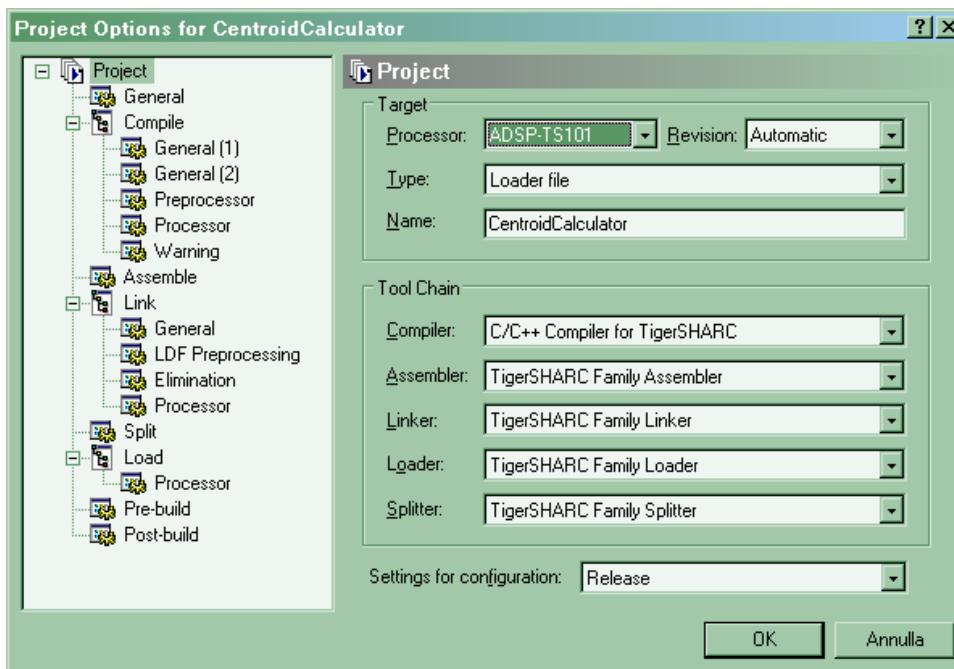 Project Options for CentroidCalculator
Project
General
Compile
General (1)
General (2)
Preprocessor
Processor
Warning
Assemble
Link
General
LDF Preprocessing
Elimination
Processor
Split
Load
Processor
Pre-build
Post-build
Project
Target
Processor: ADSP-TS101 Revision: Automatic
Type: Loader file
Name: CentroidCalculator
Tool Chain
Compiler: C/C++ Compiler for TigerSHARC
Assembler: TigerSHARC Family Assembler
Linker: TigerSHARC Family Linker
Loader: TigerSHARC Family Loader
Splitter: TigerSHARC Family Splitter
Settings for configuration: Release
OK Annulla